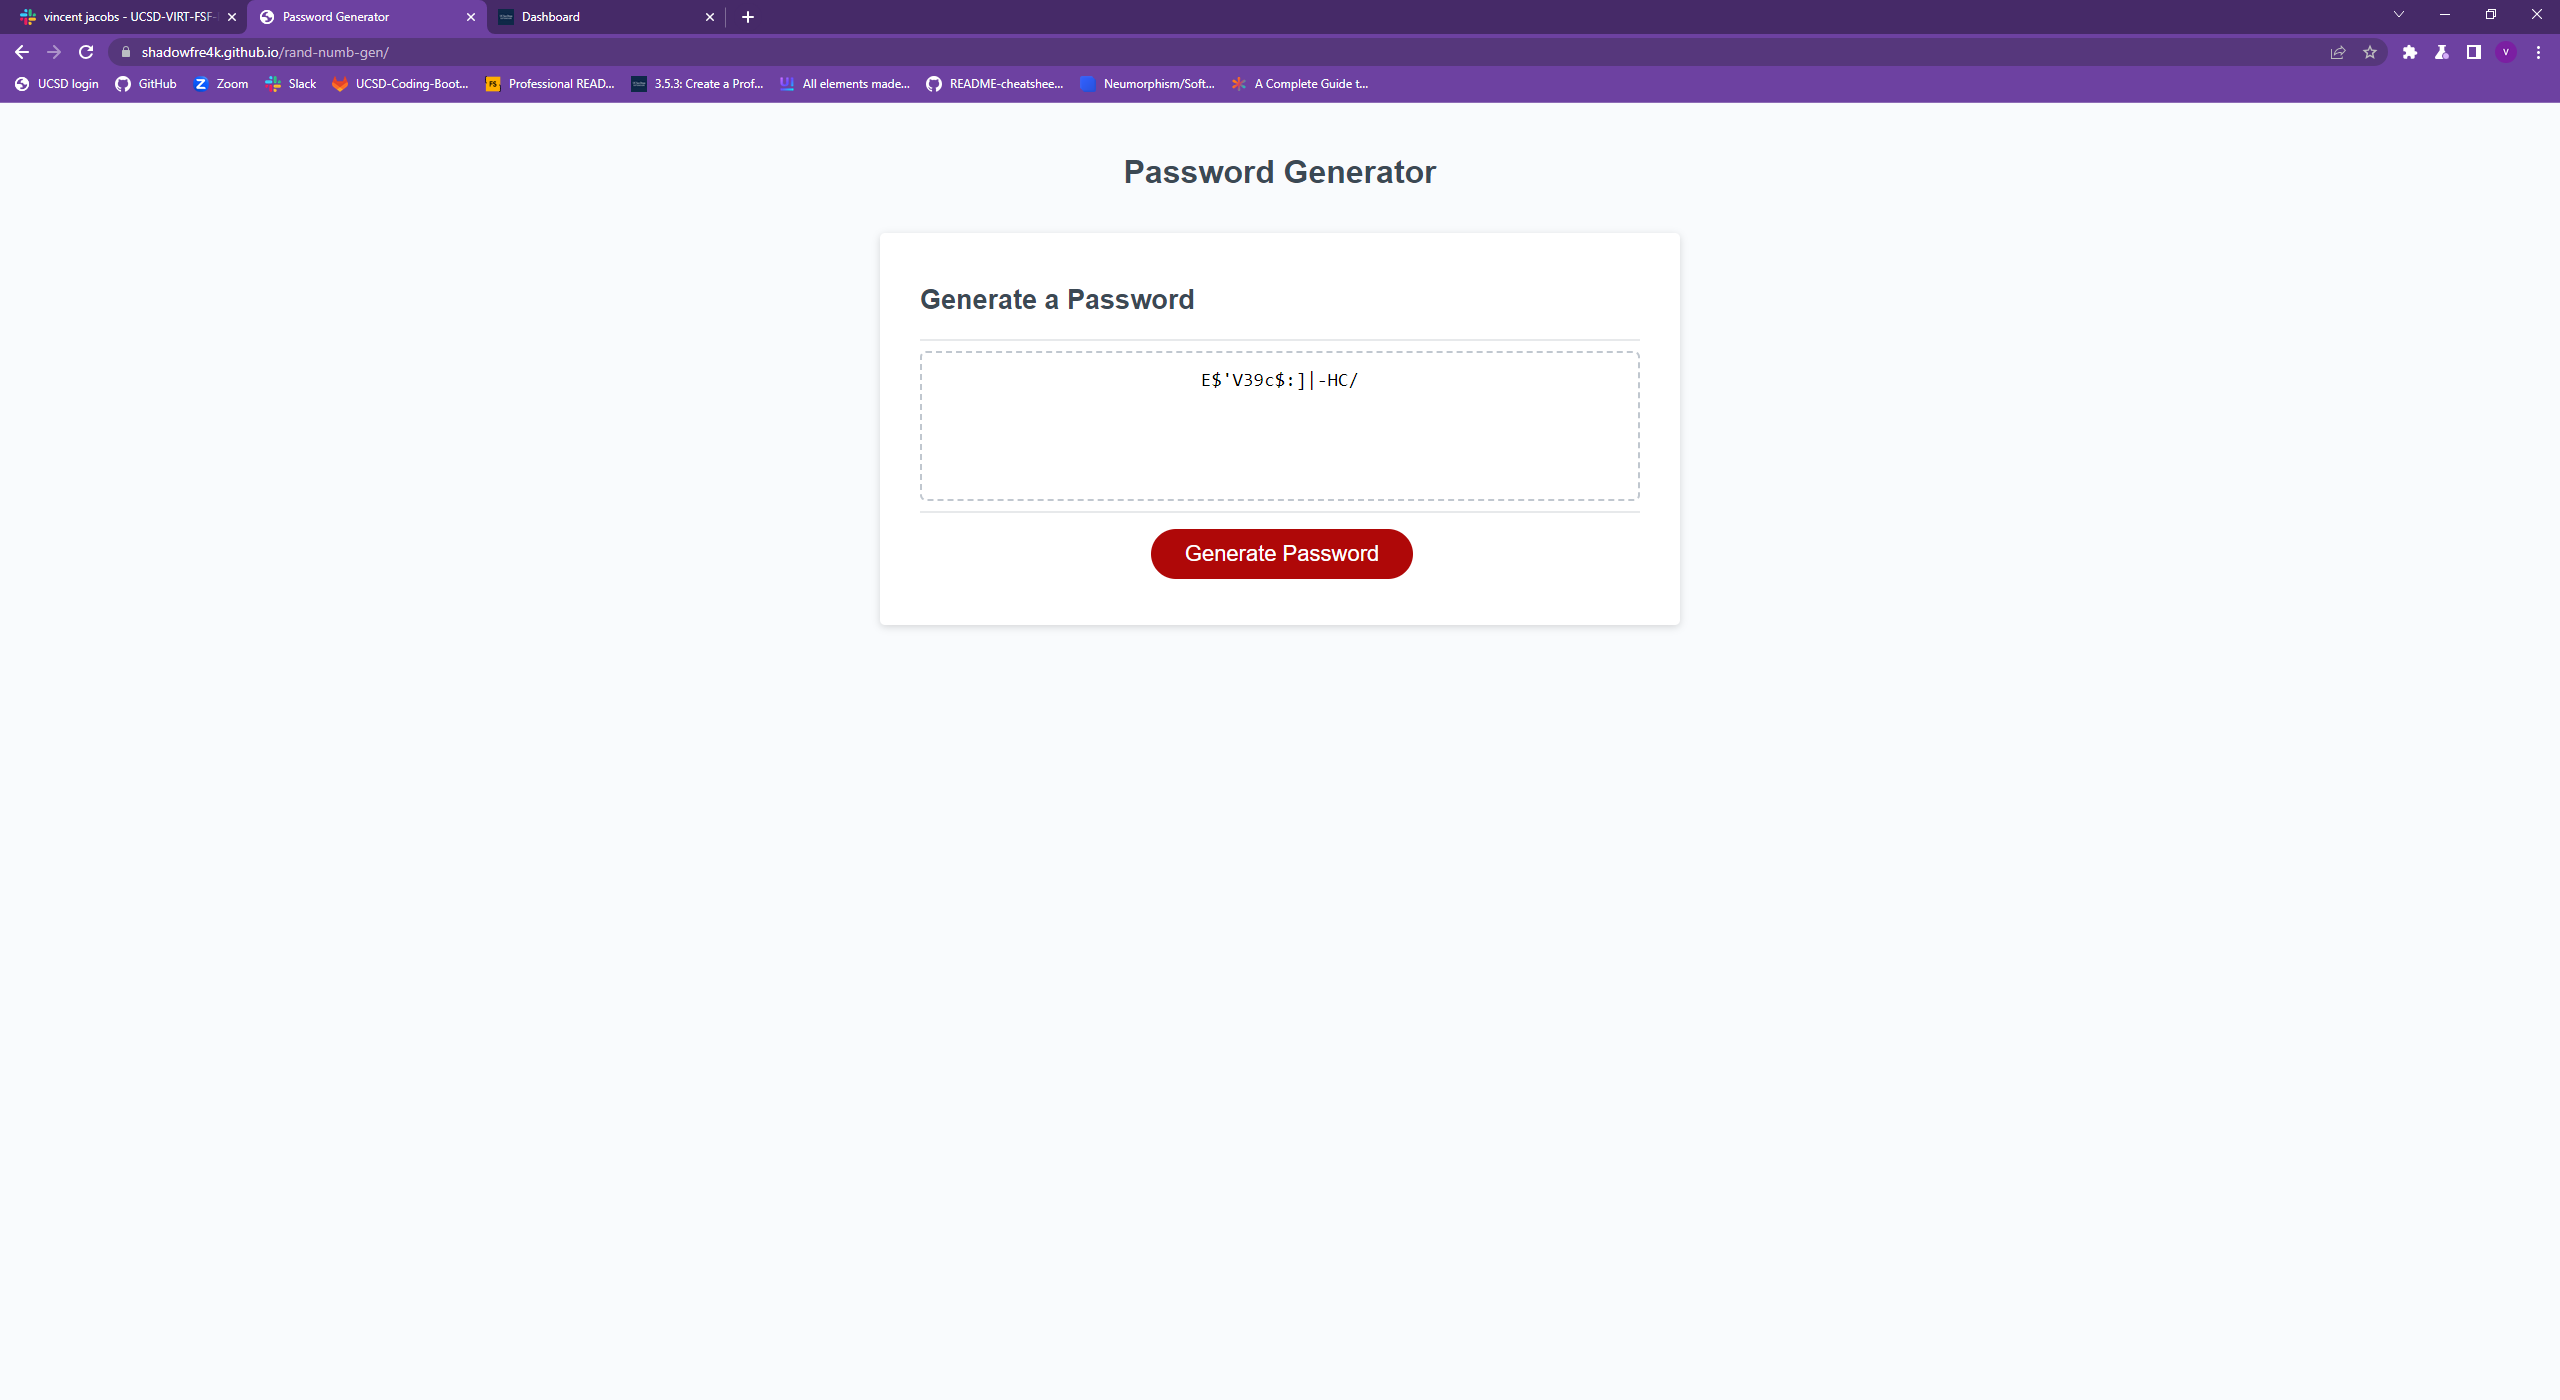 vincent jacobs - UCSD-VIRT-FSF-
Password Generator
Dashboard
shadowfre4k.github.io/rand-numb-gen/
V
UCSD login
GitHub
Zoom
Slack
UCSD-Coding-Boot...
FS
Professional READ...
3.5.3: Create a Prof...
All elements made...
README-cheatshee...
Neumorphism/Soft...
A Complete Guide t...
Password Generator
Generate a Password
E$'V39c$:]|-HC/
Generate Password